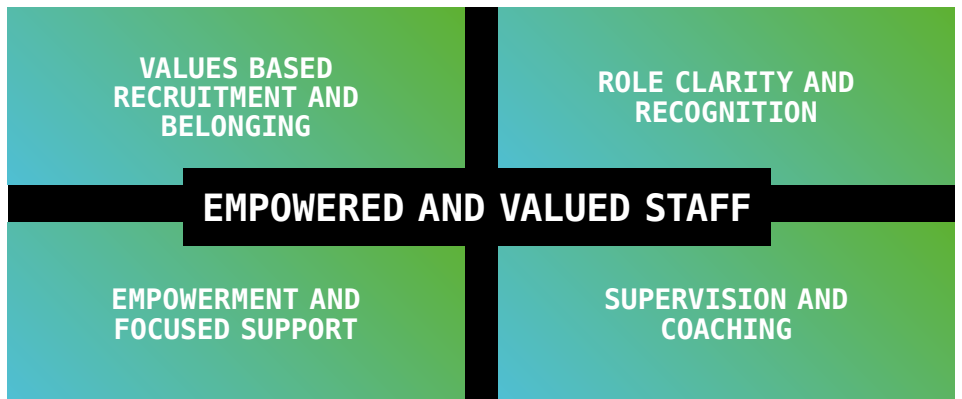 VALUES BASED
RECRUITMENT AND
BELONGING
ROLE CLARITY AND
RECOGNITION
EMPOWERED AND VALUED STAFF
EMPOWERMENT AND
FOCUSED SUPPORT
SUPERVISION AND
COACHING